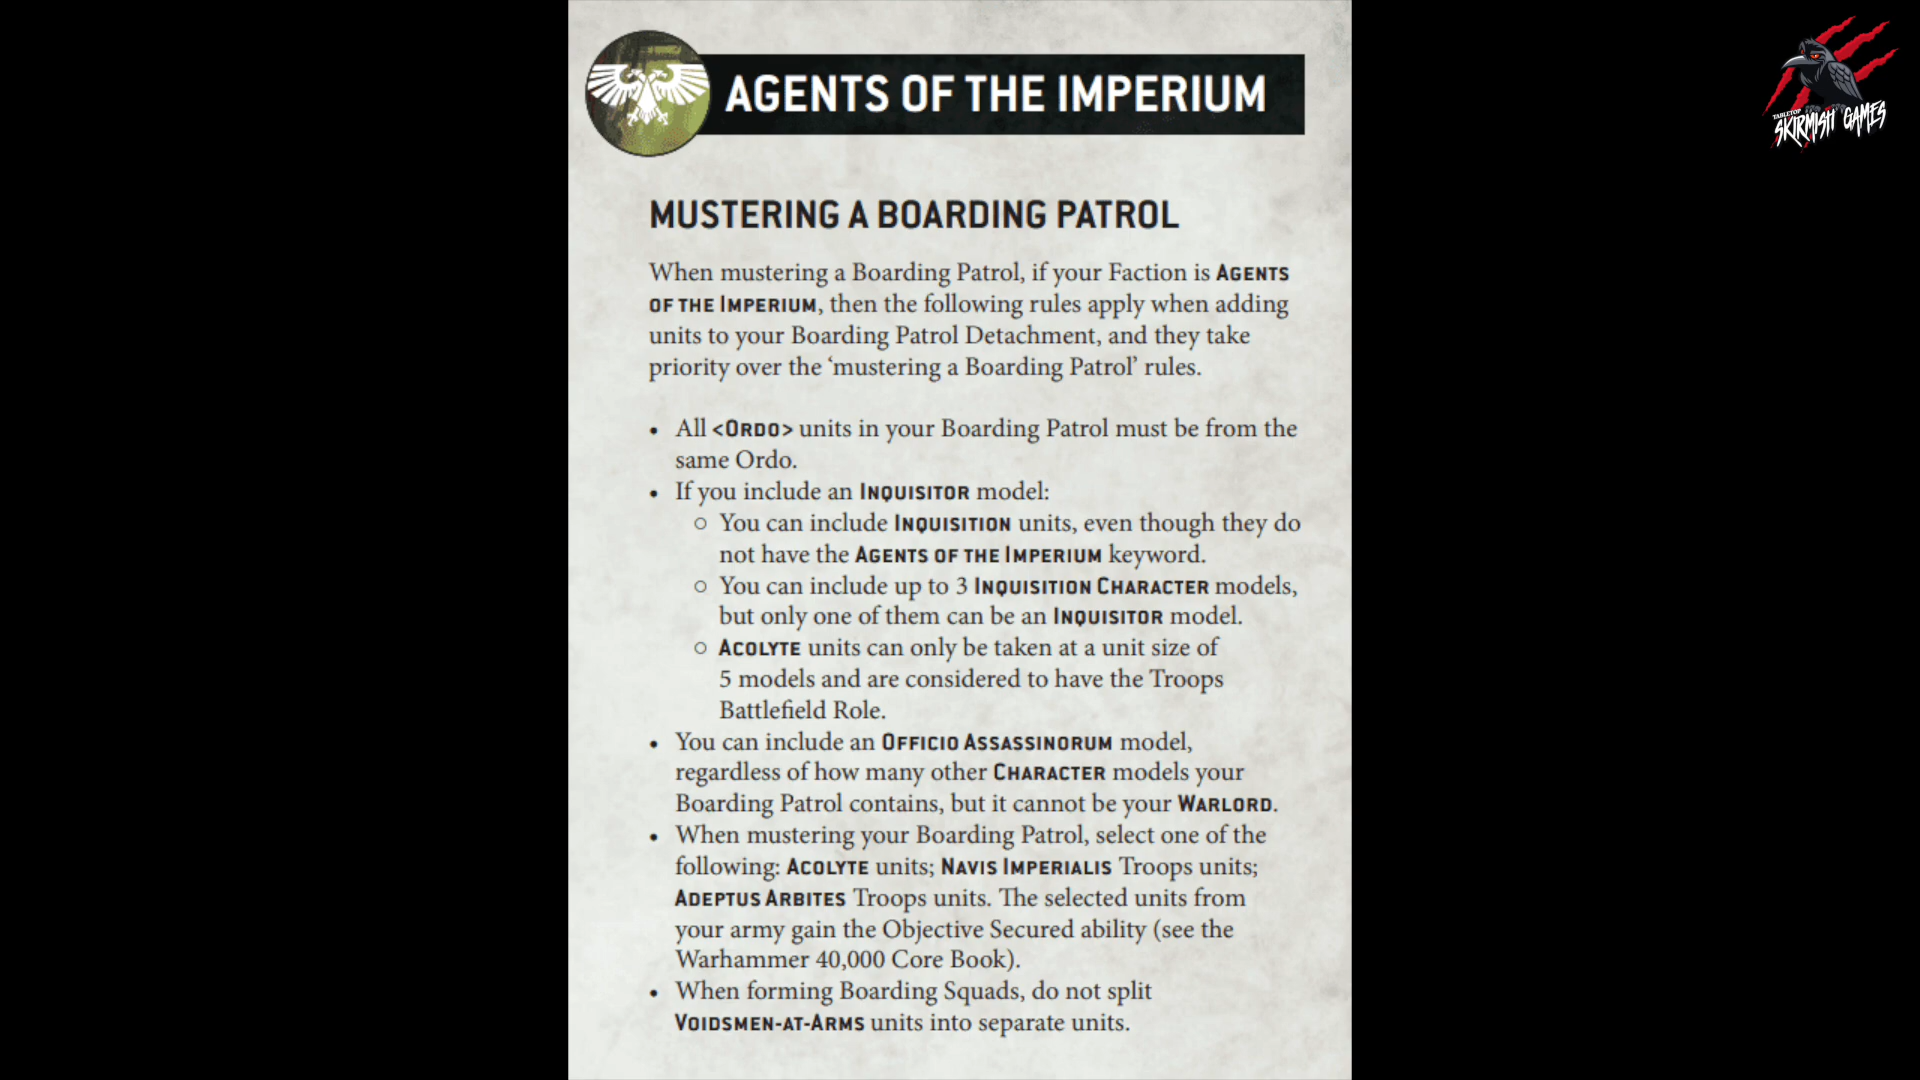 AGENTS OF THE IMPERIUM
TABLETOP
SKIRMISH GAMES
MUSTERING A BOARDING PATROL
When mustering a Boarding Patrol, if your Faction is AGENTS
OF THE IMPERIUM, then the following rules apply when adding
units to your Boarding Patrol Detachment, and they take
priority over the ‘mustering a Boarding Patrol’ rules.
• All <ORDO> units in your Boarding Patrol must be from the
same Ordo.
• If you include an INQUISITOR model:
○ You can include INQUISITION units, even though they do
not have the AGENTS OF THE IMPERIUM keyword.
○ You can include up to 3 INQUISITION CHARACTER models,
but only one of them can be an INQUISITOR model.
○ ACOLYTE units can only be taken at a unit size of
5 models and are considered to have the Troops
Battlefield Role.
• You can include an OFFICIO ASSASSINORUM model,
regardless of how many other CHARACTER models your
Boarding Patrol contains, but it cannot be your WARLORD.
• When mustering your Boarding Patrol, select one of the
following: ACOLYTE units; NAVIS IMPERIALIS Troops units;
ADEPTUS ARBITES Troops units. The selected units from
your army gain the Objective Secured ability (see the
Warhammer 40,000 Core Book).
• When forming Boarding Squads, do not split
VOIDSMEN-AT-ARMS units into separate units.